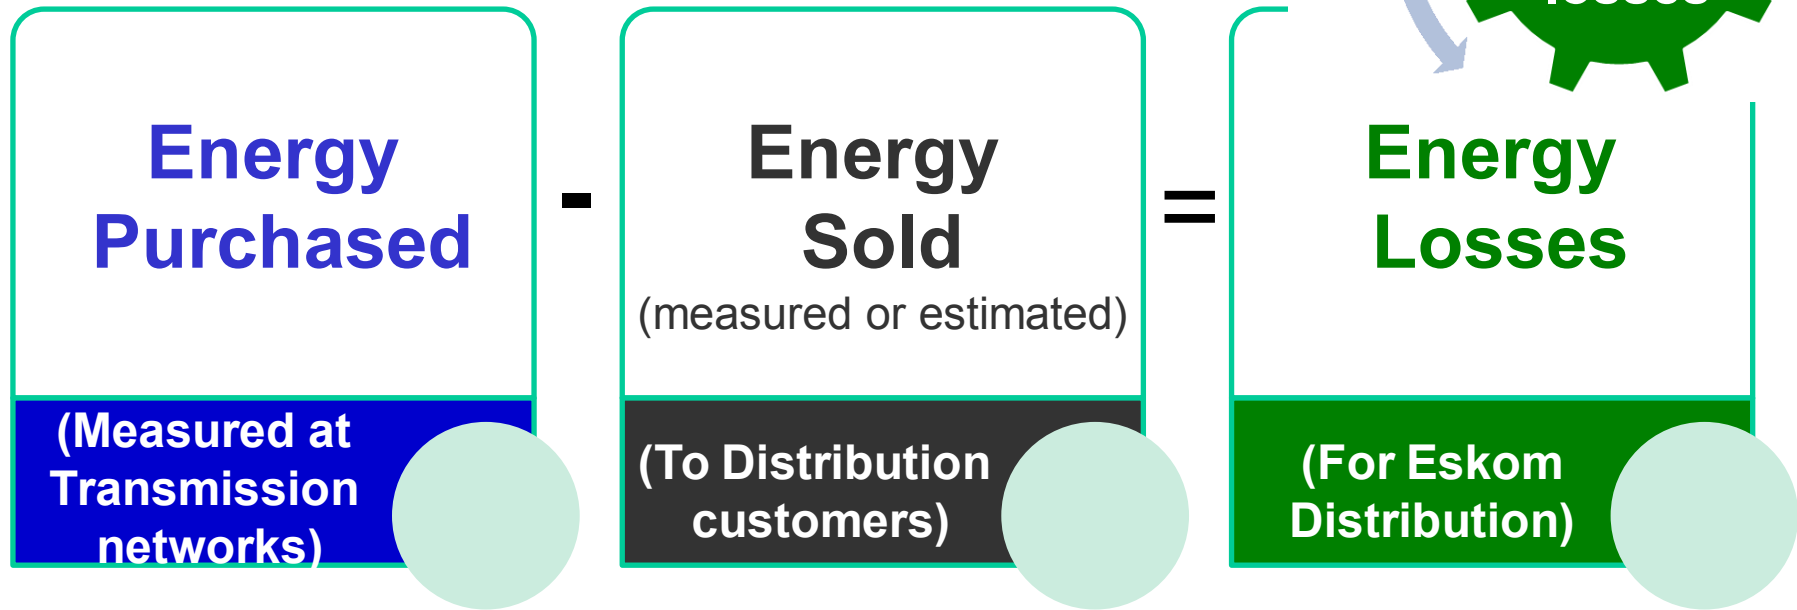 losses
Energy
Purchased
-
Energy
Sold
(measured or estimated)
=
Energy
Losses
(Measured at
Transmission
networks)
(To Distribution
customers)
(For Eskom
Distribution)